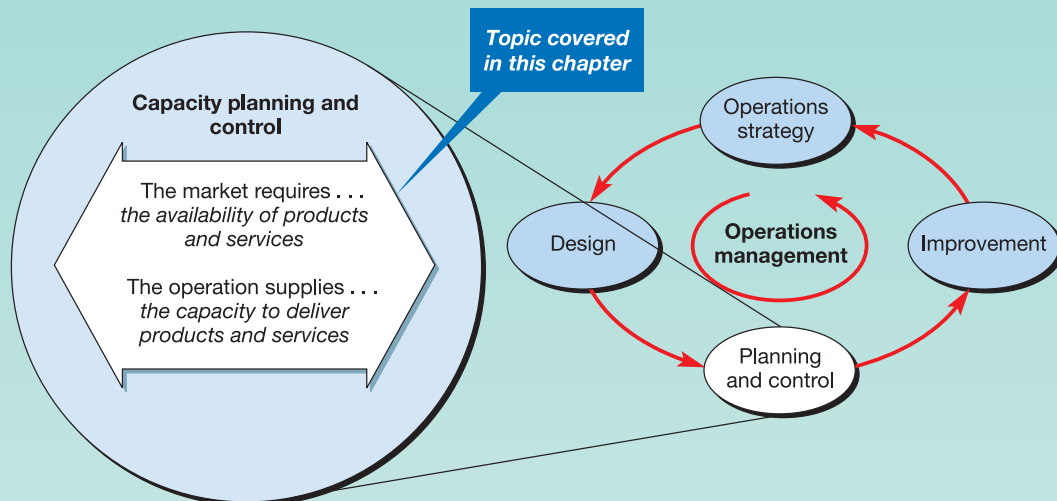 Topic covered
in this chapter
Capacity planning and
control
The market requires . . .
the availability of products
and services
The operation supplies . . .
the capacity to deliver
products and services
Operations
strategy
Design
Operations
management
Improvement
Planning
and control